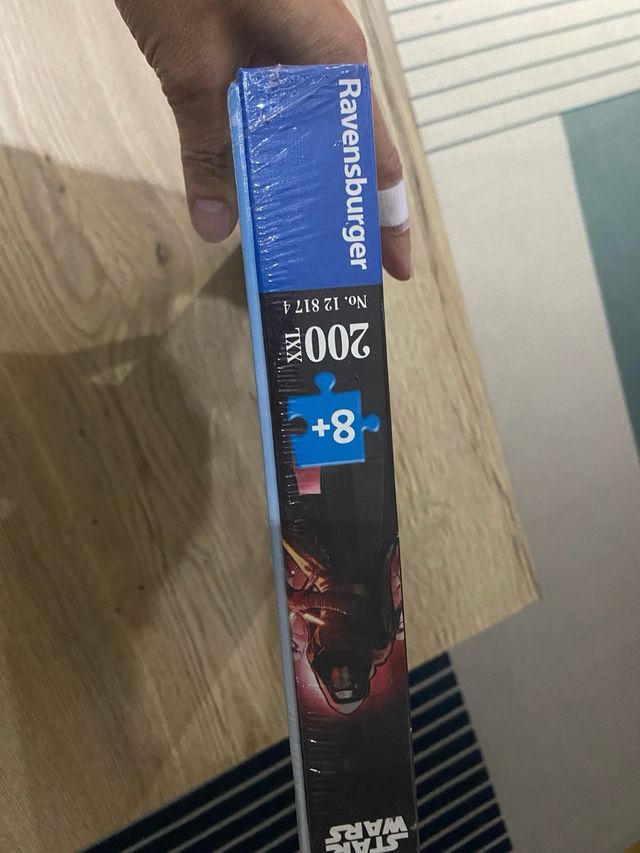 Ravensburger
No. 12 817 4
200
XXL
8+
STAR
WARS